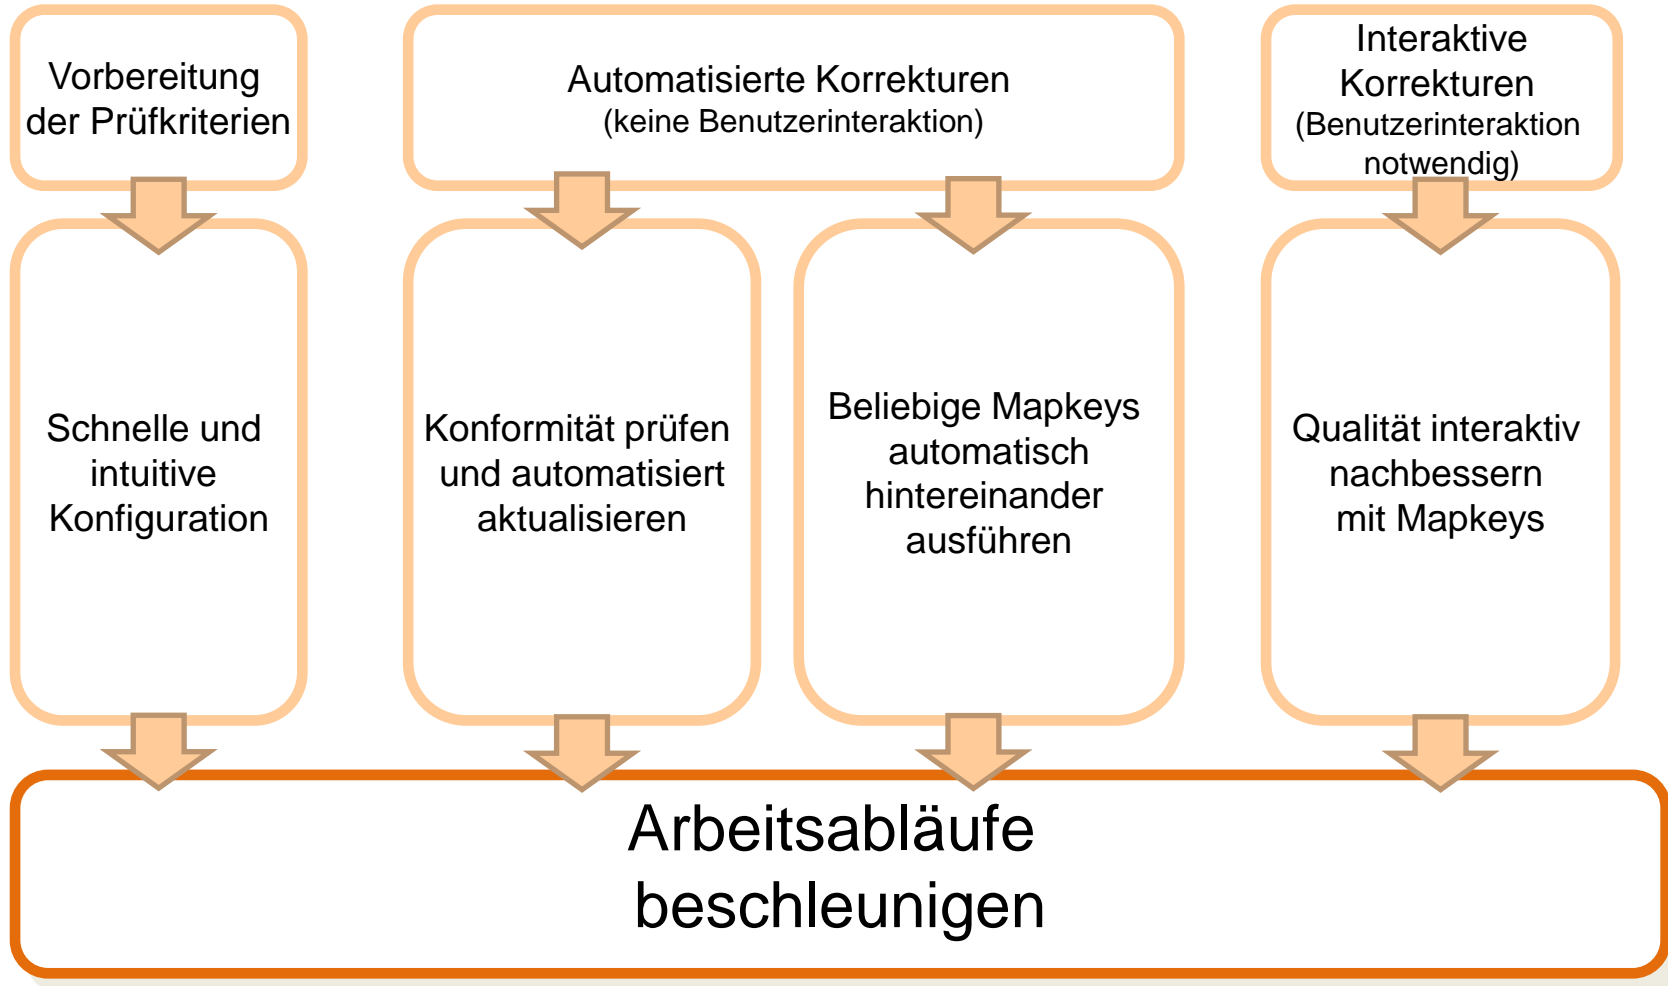 Vorbereitung
der Prüfkriterien
Automatisierte Korrekturen
(keine Benutzerinteraktion)
Interaktive
Korrekturen
(Benutzerinteraktion
notwendig)
Schnelle und
intuitive
Konfiguration
Konformität prüfen
und automatisiert
aktualisieren
Beliebige Mapkeys
automatisch
hintereinander
ausführen
Qualität interaktiv
nachbessern
mit Mapkeys
Arbeitsabläufe
beschleunigen